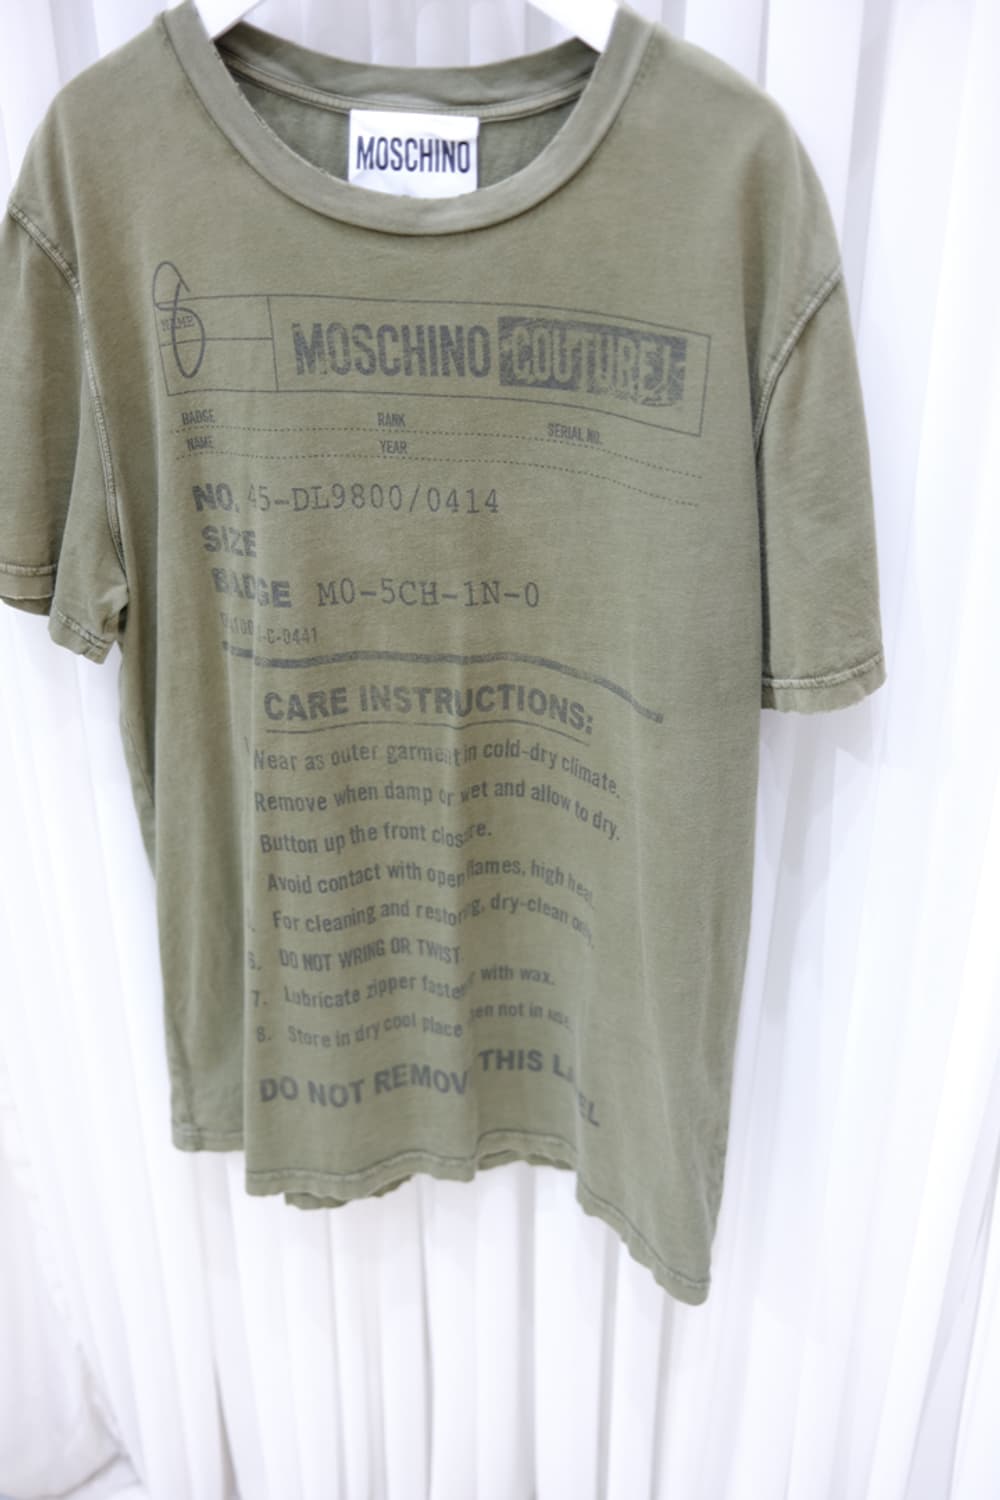 MOSCHINO
NAME
MOSCHINO COUTURE!
BADGE RANK SERIAL NO.
NAME YEAR
NO. 45-DL9800/0414
SIZE
BADGE M0-5CH-1N-0
-C-0441
CARE INSTRUCTIONS:
Wear as outer garment in cold-dry climate.
Remove when damp or wet and allow to dry.
Button up the front closure.
Avoid contact with open flames, high heat.
For cleaning and restoring, dry-clean only.
6. DO NOT WRING OR TWIST.
7. Lubricate zipper fastener with wax.
8. Store in dry cool place when not in use.
DO NOT REMOVE THIS LABEL